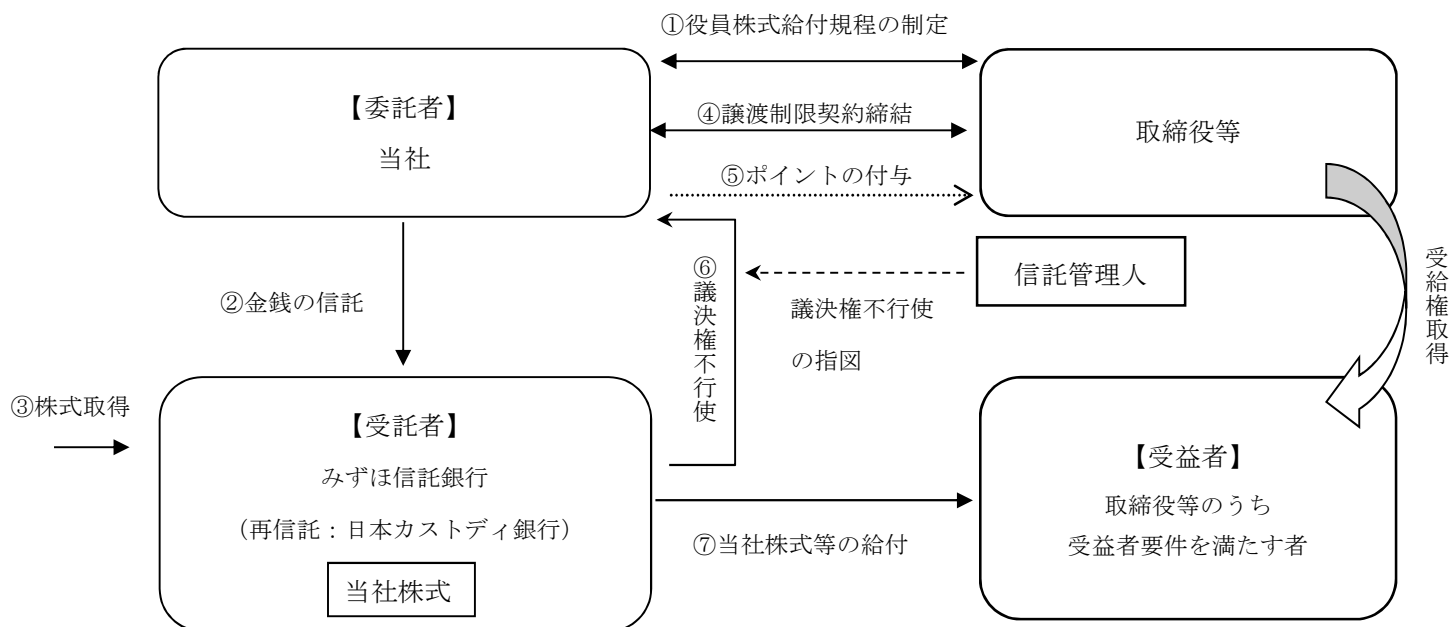 ①役員株式給付規程の制定
【委託者】
当社
④譲渡制限契約締結
取締役等
⑤ポイントの付与
②金銭の信託
⑥議決権不行使
信託管理人
議決権不行使
の指図
受給権取得
③株式取得
【受託者】
みずほ信託銀行
（再信託：日本カストディ銀行）
当社株式
⑦当社株式等の給付
【受益者】
取締役等のうち
受益者要件を満たす者